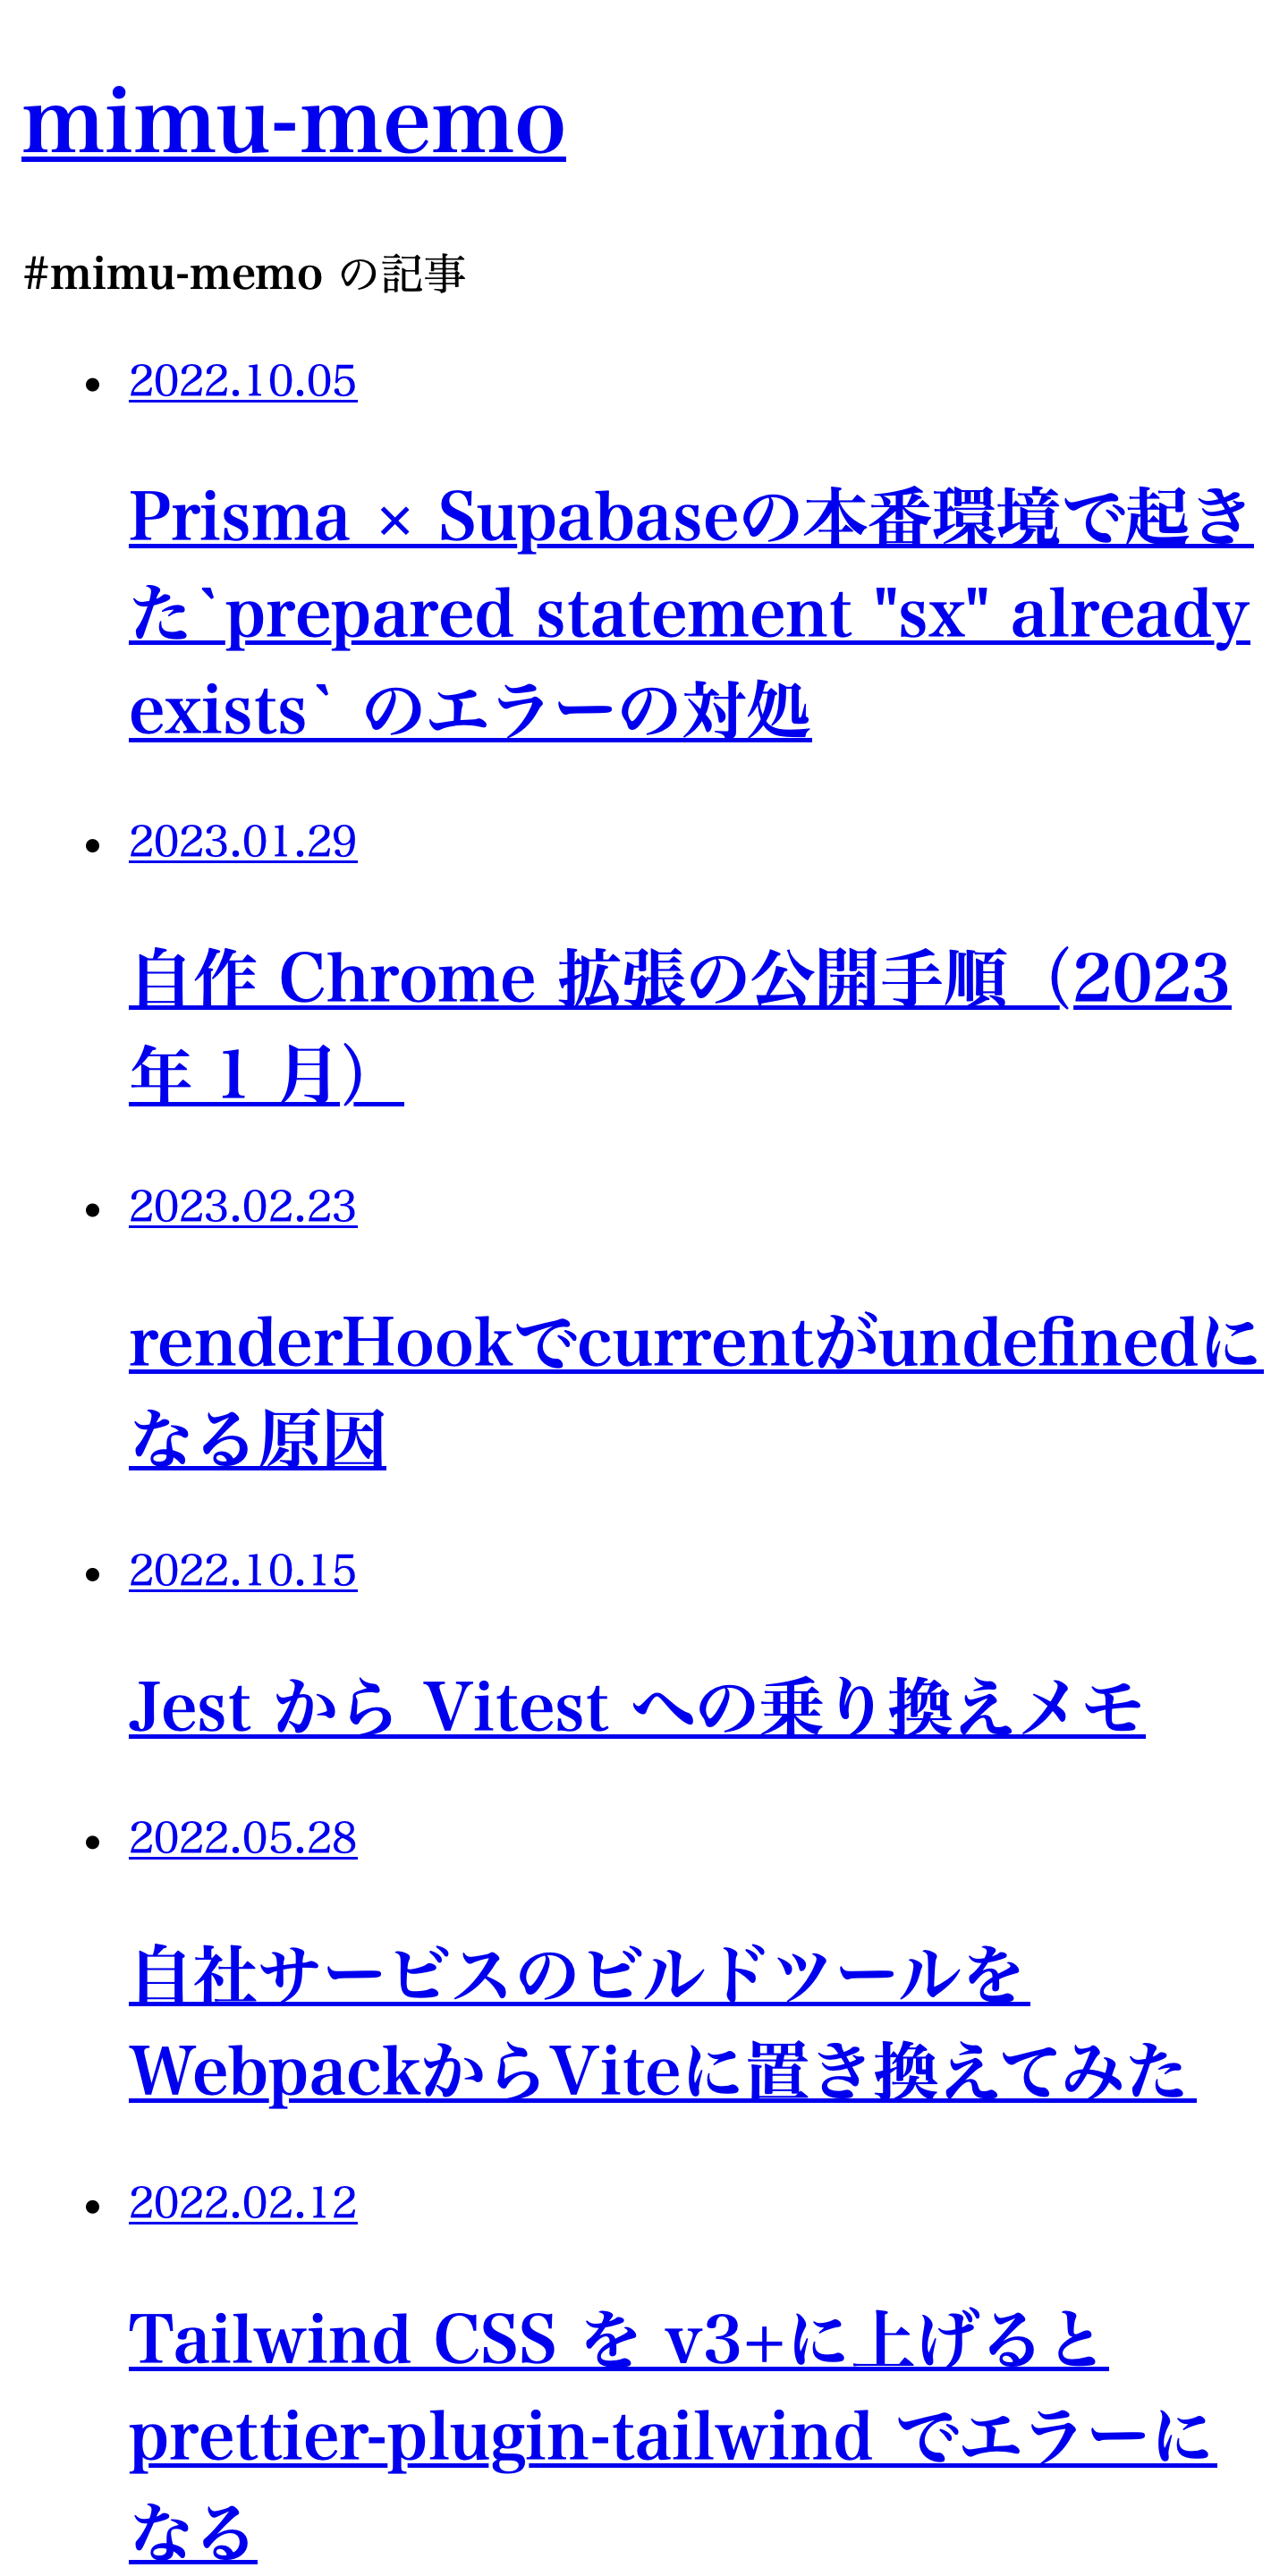 mimu-memo
#mimu-memo の記事
2022.10.05
Prisma × Supabaseの本番環境で起き
た`prepared statement "sx" already
exists` のエラーの対処
2023.01.29
自作 Chrome 拡張の公開手順（2023
年 1 月）
2023.02.23
renderHookでcurrentがundefinedに
なる原因
2022.10.15
Jest から Vitest への乗り換えメモ
2022.05.28
自社サービスのビルドツールを
WebpackからViteに置き換えてみた
2022.02.12
Tailwind CSS を v3+に上げると
prettier-plugin-tailwind でエラーに
なる